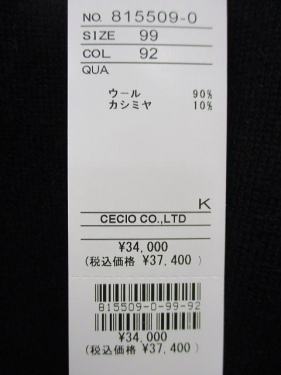 NO. 815509-0
SIZE 99
COL 92
QUA
ウール 90%
カシミヤ 10%
K
CECIO CO.,LTD
¥34,000
(税込価格 ¥37,400)
815509-0-99-92
¥34,000
(税込価格 ¥37,400)